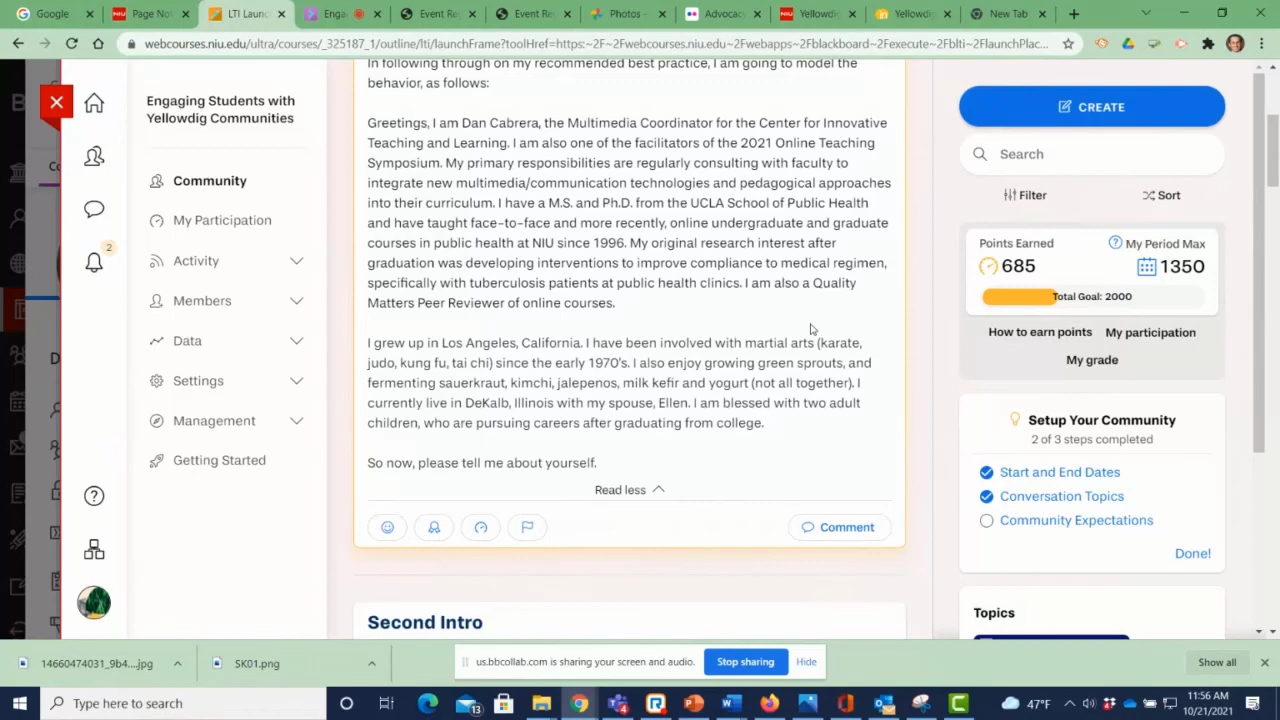 Google
Page No
LTI Laun
Enga
Event Re
Event Re
Photos -
Advocacy
Yellowdig
Yellowdig
New Tab
webcourses.niu.edu/ultra/courses/_325187_1/outline/lti/launchFrame?toolHref=https:~2F~2Fwebcourses.niu.edu~2Fwebapps~2Fblackboard~2Fexecute~2Fblti~2FlaunchPlac...
Engaging Students with
Yellowdig Communities
Community
My Participation
2
Activity
Members
Data
Settings
Management
Getting Started
In following through on my recommended best practice, I am going to model the
behavior, as follows:
Greetings, I am Dan Cabrera, the Multimedia Coordinator for the Center for Innovative
Teaching and Learning. I am also one of the facilitators of the 2021 Online Teaching
Symposium. My primary responsibilities are regularly consulting with faculty to
integrate new multimedia/communication technologies and pedagogical approaches
into their curriculum. I have a M.S. and Ph.D. from the UCLA School of Public Health
and have taught face-to-face and more recently, online undergraduate and graduate
courses in public health at NIU since 1996. My original research interest after
graduation was developing interventions to improve compliance to medical regimen,
specifically with tuberculosis patients at public health clinics. I am also a Quality
Matters Peer Reviewer of online courses.
I grew up in Los Angeles, California. I have been involved with martial arts (karate,
judo, kung fu, tai chi) since the early 1970's. I also enjoy growing green sprouts, and
fermenting sauerkraut, kimchi, jalepenos, milk kefir and yogurt (not all together). I
currently live in DeKalb, Illinois with my spouse, Ellen. I am blessed with two adult
children, who are pursuing careers after graduating from college.
So now, please tell me about yourself.
Read less
Comment
Second Intro
CREATE
Search
Filter
Sort
Points Earned
My Period Max
685
1350
Total Goal: 2000
How to earn points
My participation
My grade
Setup Your Community
2 of 3 steps completed
Start and End Dates
Conversation Topics
Community Expectations
Done!
Topics
14660474031_9b4....jpg
SK01.png
us.bbcollab.com is sharing your screen and audio.
Stop sharing
Hide
Show all
Type here to search
13
47°F
11:56 AM
10/21/2021